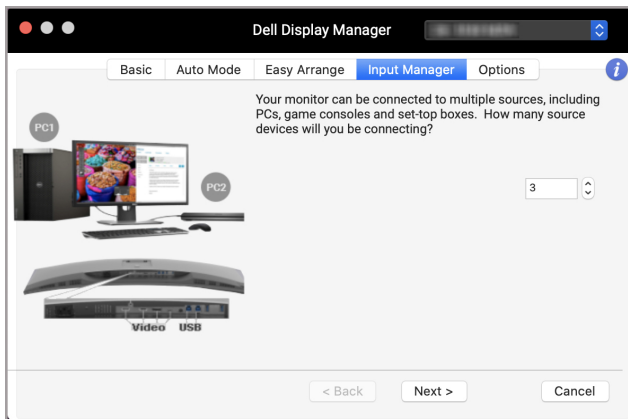 Dell Display Manager
Basic Auto Mode Easy Arrange Input Manager Options i
Your monitor can be connected to multiple sources, including
PCs, game consoles and set-top boxes. How many source
devices will you be connecting?
PC1
PC2
3
Video USB
< Back Next > Cancel